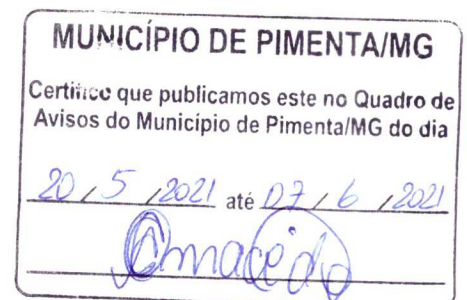 MUNICÍPIO DE PIMENTA/MG
Certifico que publicamos este no Quadro de
Avisos do Município de Pimenta/MG do dia
20 / 5 / 2021 até 07 / 6 / 2021